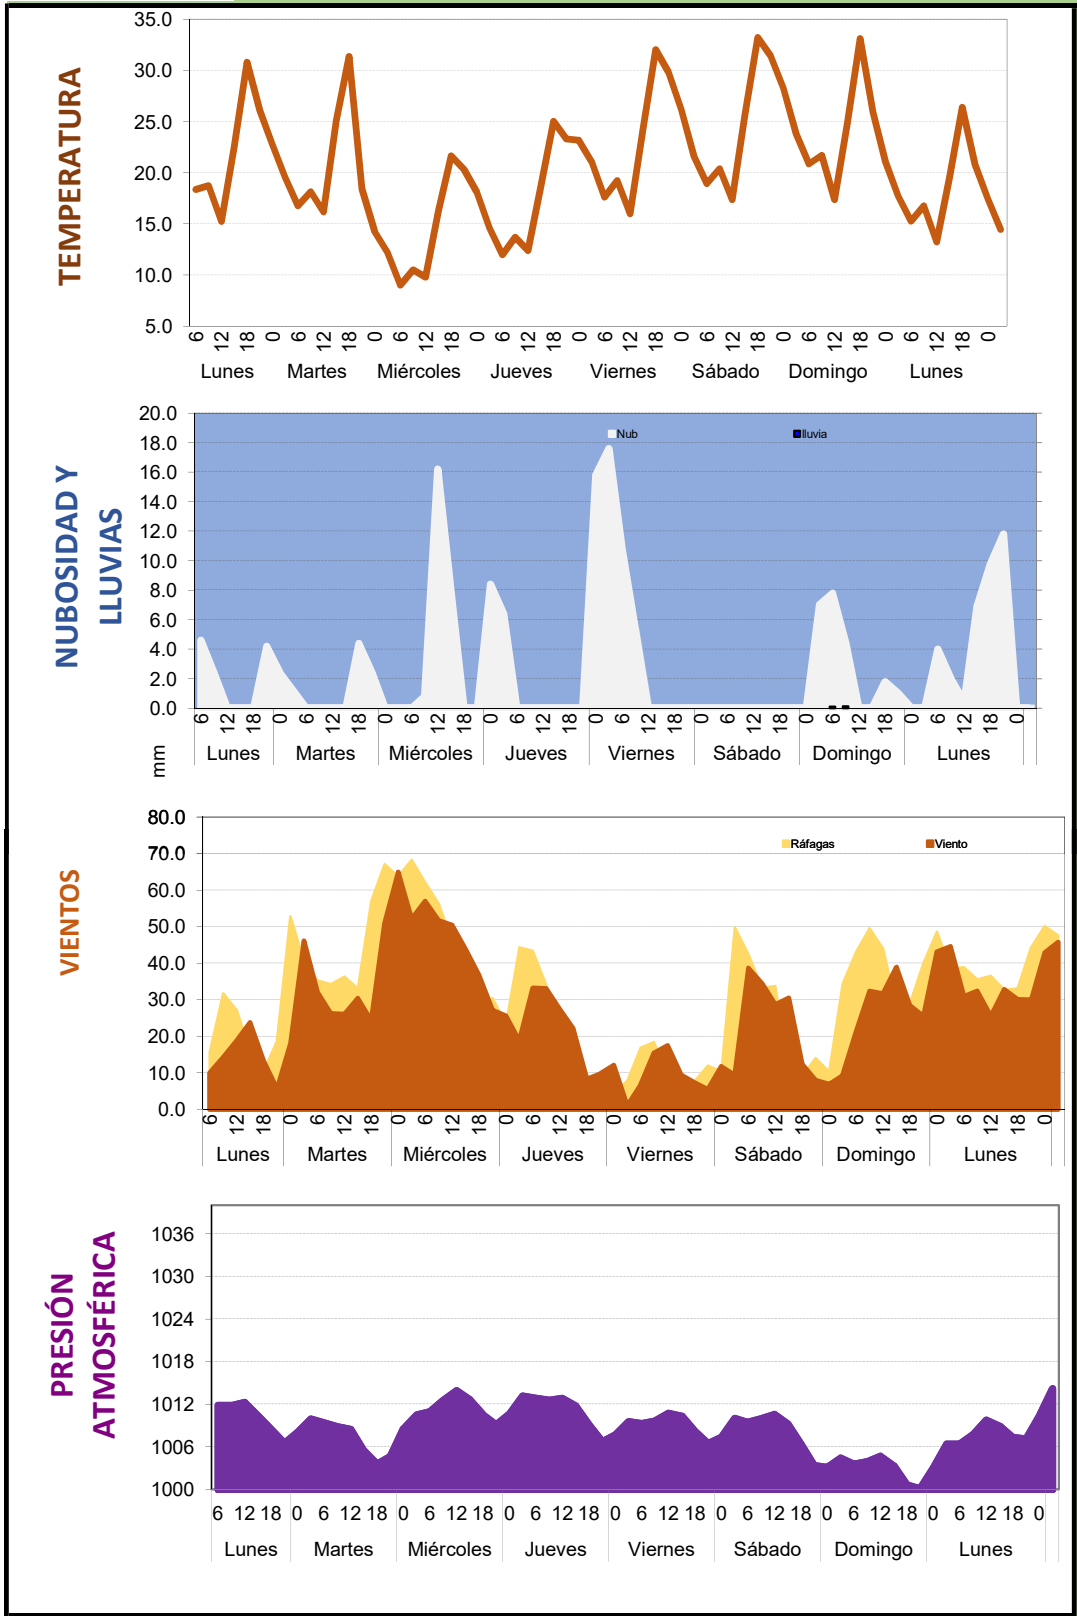 TEMPERATURA
35.0
30.0
25.0
20.0
15.0
10.0
5.0
6 12 18 0 6 12 18 0 6 12 18 0 6 12 18 0 6 12 18 0 6 12 18 0 6 12 18 0 6 12 18 0
Lunes Martes Miércoles Jueves Viernes Sábado Domingo Lunes
NUBOSIDAD Y
LLUVIAS
20.0
18.0
16.0
14.0
12.0
10.0
8.0
6.0
4.0
2.0
0.0
Nub lluvia
6 12 18 0 6 12 18 0 6 12 18 0 6 12 18 0 6 12 18 0 6 12 18 0 6 12 18 0 6 12 18 0
mm
Lunes Martes Miércoles Jueves Viernes Sábado Domingo Lunes
VIENTOS
80.0
70.0
60.0
50.0
40.0
30.0
20.0
10.0
0.0
Ráfagas Viento
6 12 18 0 6 12 18 0 6 12 18 0 6 12 18 0 6 12 18 0 6 12 18 0 6 12 18 0 6 12 18 0
Lunes Martes Miércoles Jueves Viernes Sábado Domingo Lunes
PRESIÓN
ATMOSFÉRICA
1036
1030
1024
1018
1012
1006
1000
6 12 18 0 6 12 18 0 6 12 18 0 6 12 18 0 6 12 18 0 6 12 18 0 6 12 18 0 6 12 18 0
Lunes Martes Miércoles Jueves Viernes Sábado Domingo Lunes